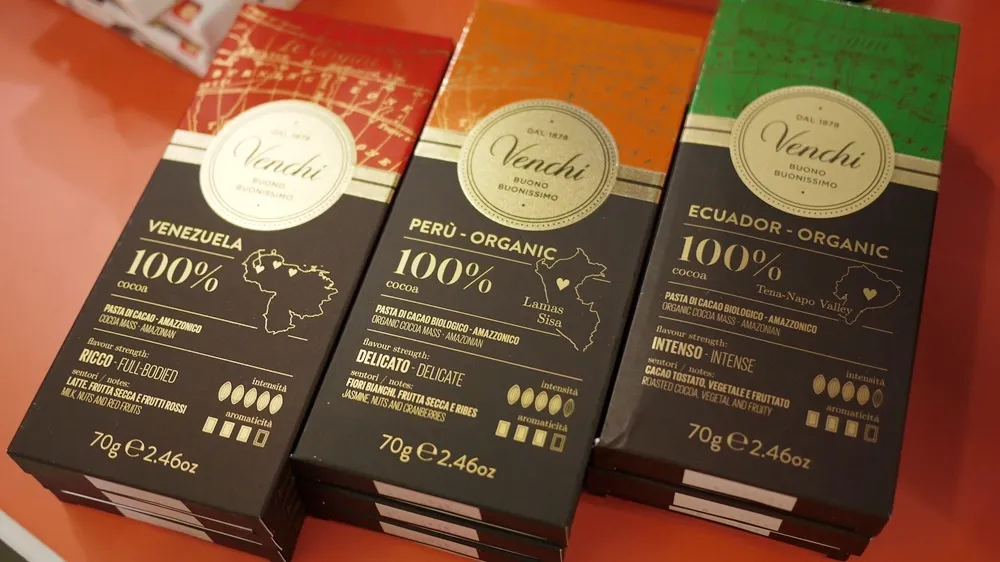 DAL 1878
Venchi
BUONO
BUONISSIMO
VENEZUELA
100%
cocoa
PASTA DI CACAO - AMAZZONICO
COCOA MASS - AMAZONIAN
flavour strength:
RICCO - FULL-BODIED
sentori / notes:
LATTE, FRUTTA SECCA E FRUTTI ROSSI
MILK, NUTS AND RED FRUITS
intensità
aromaticità
70g ℮ 2.46oz
DAL 1878
Venchi
BUONO
BUONISSIMO
PERÙ - ORGANIC
100%
cocoa
Lamas
Sisa
PASTA DI CACAO BIOLOGICO - AMAZZONICO
ORGANIC COCOA MASS - AMAZONIAN
flavour strength:
DELICATO - DELICATE
sentori / notes:
FIORI BIANCHI, FRUTTA SECCA E RIBES
JASMINE, NUTS AND CRANBERRIES
intensità
aromaticità
70g ℮ 2.46oz
DAL 1878
Venchi
BUONO
BUONISSIMO
ECUADOR - ORGANIC
100%
cocoa
Tena-Napo Valley
PASTA DI CACAO BIOLOGICO - AMAZZONICO
ORGANIC COCOA MASS - AMAZONIAN
flavour strength:
INTENSO - INTENSE
sentori / notes:
CACAO TOSTATO, VEGETALE E FRUTTATO
ROASTED COCOA, VEGETAL AND FRUITY
intensità
aromaticità
70g ℮ 2.46oz